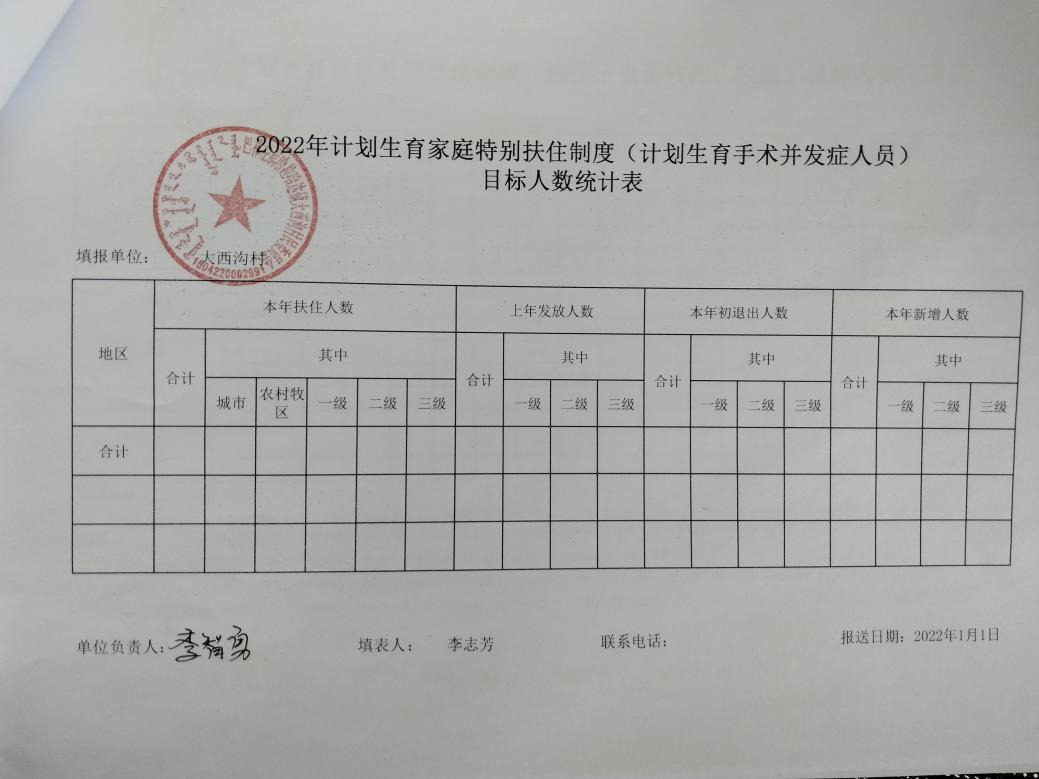 2022年计划生育家庭特别扶住制度（计划生育手术并发症人员）
目标人数统计表
填报单位： 大西沟村
1504220092991
地区 本年扶住人数 上年发放人数 本年初退出人数 本年新增人数
合计 其中 合计 其中 合计 其中 合计 其中
城市 农村牧区 一级 二级 三级 一级 二级 三级 一级 二级 三级 一级 二级 三级
合计
单位负责人：李智勇 填表人： 李志芳 联系电话： 报送日期：2022年1月1日